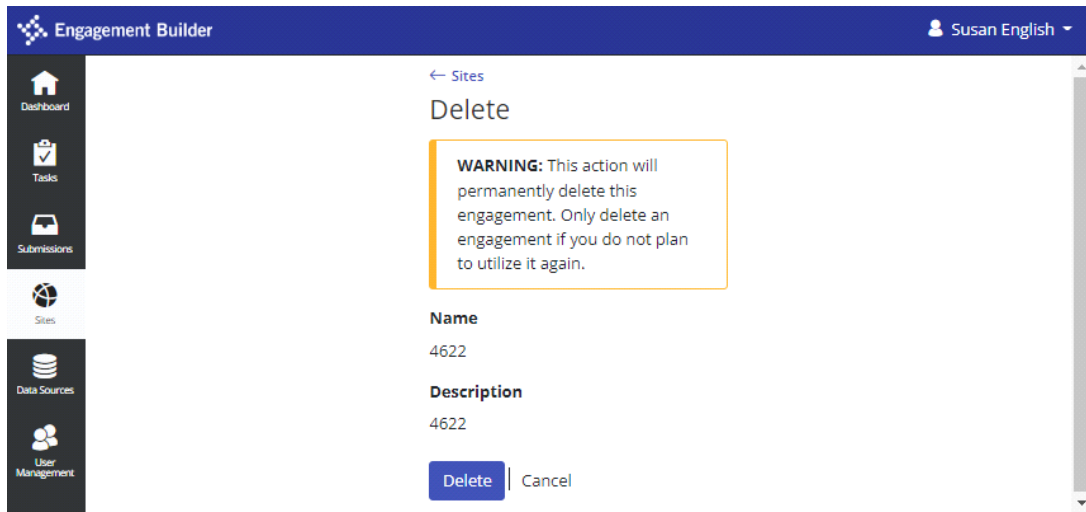 Engagement Builder
Susan English
Dashboard
Tasks
Submissions
Sites
Data Sources
User
Management
← Sites
Delete
WARNING: This action will
permanently delete this
engagement. Only delete an
engagement if you do not plan
to utilize it again.
Name
4622
Description
4622
Delete | Cancel